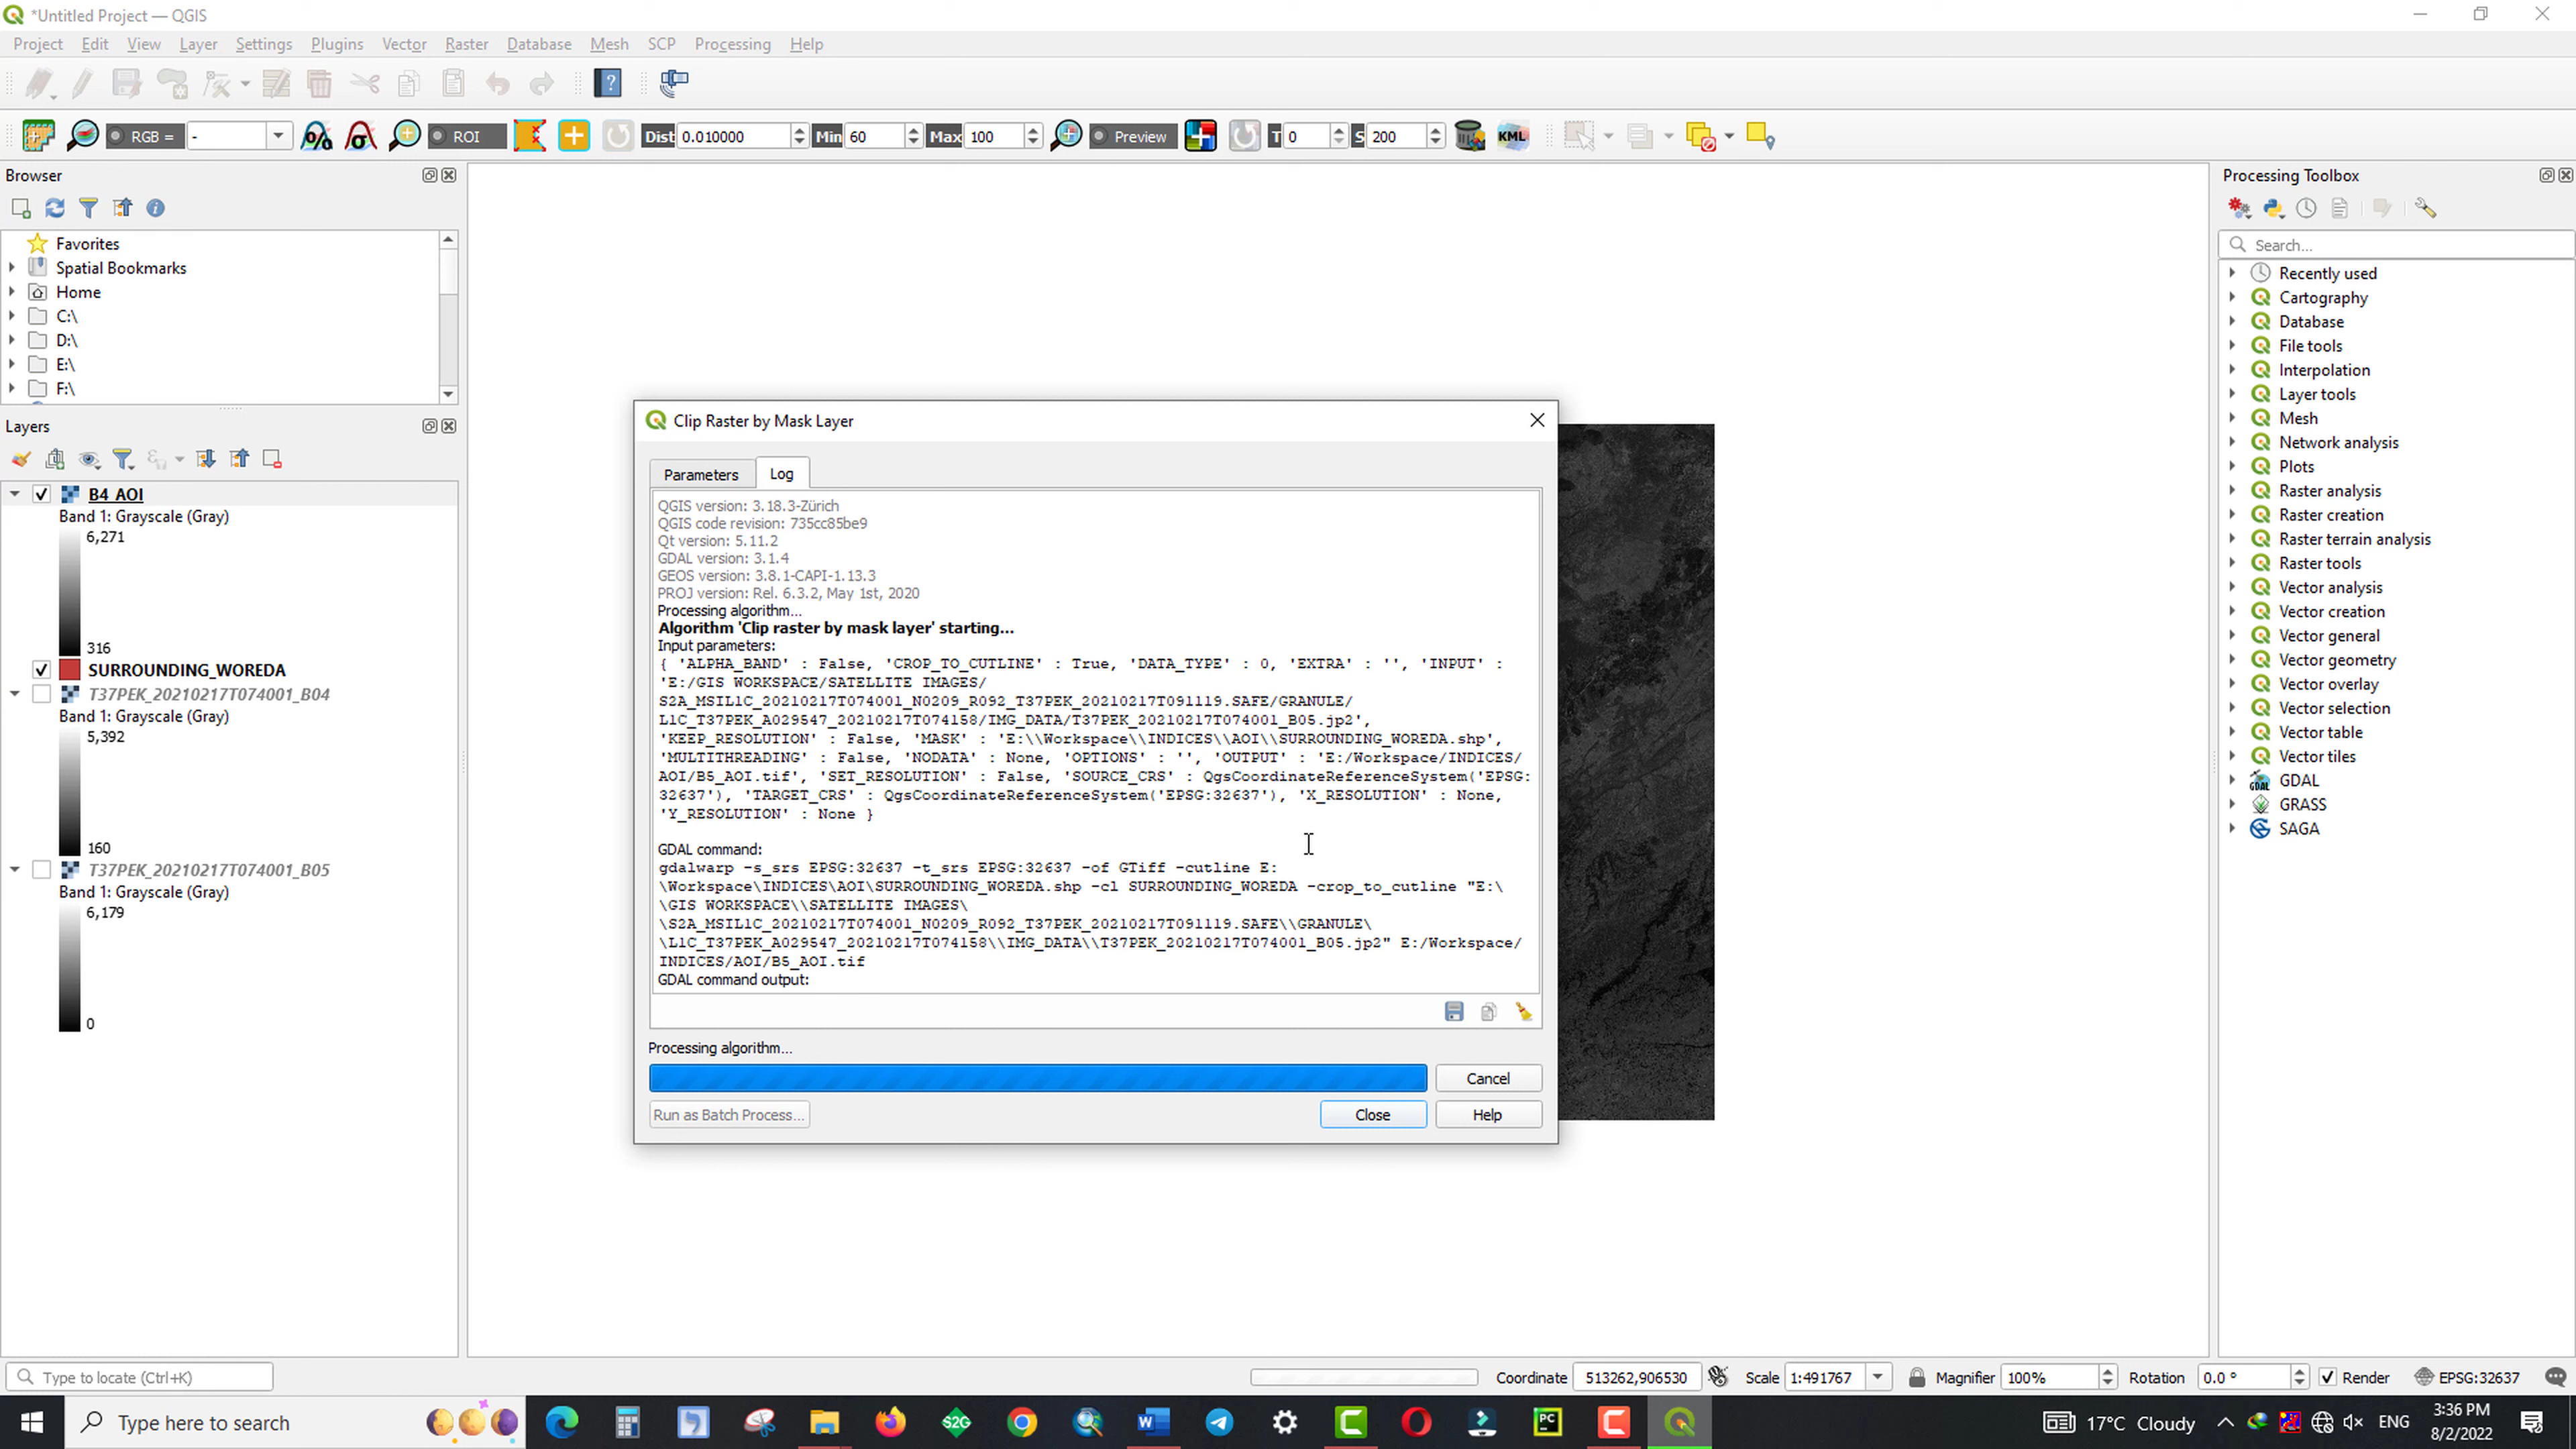 *Untitled Project — QGIS
Project Edit View Layer Settings Plugins Vector Raster Database Mesh SCP Processing Help
RGB = - ROI Dist 0.010000 Min 60 Max 100 Preview T 0 S 200 KML
Browser
Favorites
Spatial Bookmarks
Home
C:\
D:\
E:\
F:\
Layers
B4_AOI
Band 1: Grayscale (Gray)
6,271
316
SURROUNDING_WOREDA
T37PEK_20210217T074001_B04
Band 1: Grayscale (Gray)
5,392
160
T37PEK_20210217T074001_B05
Band 1: Grayscale (Gray)
6,179
0
Clip Raster by Mask Layer
Parameters Log
QGIS version: 3.18.3-Zürich
QGIS code revision: 735cc85be9
Qt version: 5.11.2
GDAL version: 3.1.4
GEOS version: 3.8.1-CAPI-1.13.3
PROJ version: Rel. 6.3.2, May 1st, 2020
Processing algorithm...
Algorithm 'Clip raster by mask layer' starting...
Input parameters:
{ 'ALPHA_BAND' : False, 'CROP_TO_CUTLINE' : True, 'DATA_TYPE' : 0, 'EXTRA' : '', 'INPUT' :
'E:/GIS WORKSPACE/SATELLITE IMAGES/
S2A_MSIL1C_20210217T074001_N0209_R092_T37PEK_20210217T091119.SAFE/GRANULE/
L1C_T37PEK_A029547_20210217T074158/IMG_DATA/T37PEK_20210217T074001_B05.jp2',
'KEEP_RESOLUTION' : False, 'MASK' : 'E:\\Workspace\\INDICES\\AOI\\SURROUNDING_WOREDA.shp',
'MULTITHREADING' : False, 'NODATA' : None, 'OPTIONS' : '', 'OUTPUT' : 'E:/Workspace/INDICES/
AOI/B5_AOI.tif', 'SET_RESOLUTION' : False, 'SOURCE_CRS' : QgsCoordinateReferenceSystem('EPSG:
32637'), 'TARGET_CRS' : QgsCoordinateReferenceSystem('EPSG:32637'), 'X_RESOLUTION' : None,
'Y_RESOLUTION' : None }
GDAL command:
gdalwarp -s_srs EPSG:32637 -t_srs EPSG:32637 -of GTiff -cutline E:
\Workspace\INDICES\AOI\SURROUNDING_WOREDA.shp -cl SURROUNDING_WOREDA -crop_to_cutline "E:\
\GIS WORKSPACE\\SATELLITE IMAGES\
\S2A_MSIL1C_20210217T074001_N0209_R092_T37PEK_20210217T091119.SAFE\\GRANULE\
\L1C_T37PEK_A029547_20210217T074158\\IMG_DATA\\T37PEK_20210217T074001_B05.jp2" E:/Workspace/
INDICES/AOI/B5_AOI.tif
GDAL command output:
Processing algorithm...
Cancel
Run as Batch Process... Close Help
Processing Toolbox
Search...
Recently used
Cartography
Database
File tools
Interpolation
Layer tools
Mesh
Network analysis
Plots
Raster analysis
Raster creation
Raster terrain analysis
Raster tools
Vector analysis
Vector creation
Vector general
Vector geometry
Vector overlay
Vector selection
Vector table
Vector tiles
GDAL
GRASS
SAGA
Type to locate (Ctrl+K) Coordinate 513262,906530 Scale 1:491767 Magnifier 100% Rotation 0.0 ° Render EPSG:32637
Type here to search S2G PC 17°C Cloudy ENG 3:36 PM
8/2/2022